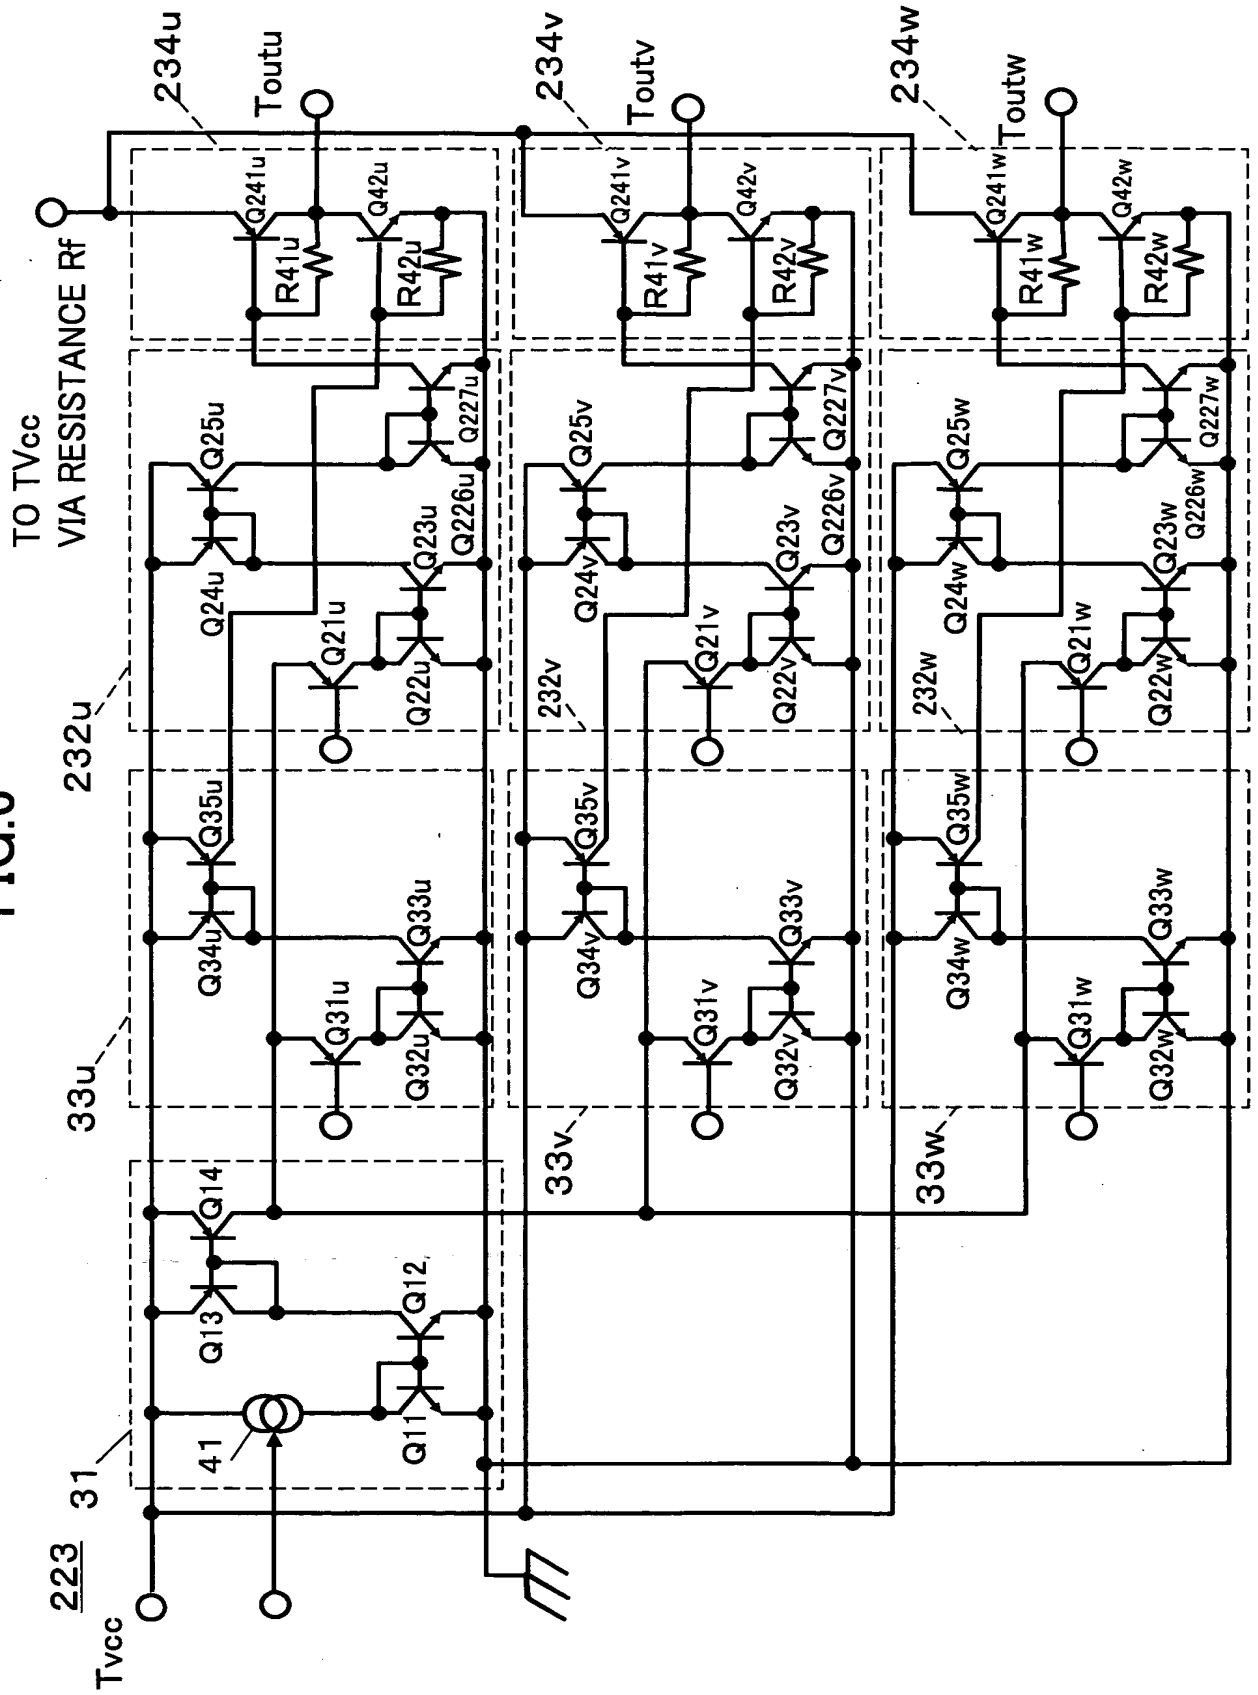 FIG.6
223
Tvcc
31
41
Q11
Q12
Q13
Q14
33u
Q34u
Q35u
Q31u
Q32u
Q33u
232u
Q24u
Q25u
Q21u
Q22u
Q23u
Q226u
Q227u
TO TVcc
VIA RESISTANCE Rf
234u
Q241u
R41u
Q42u
R42u
Toutu
33v
Q34v
Q35v
Q31v
Q32v
Q33v
232v
Q24v
Q25v
Q21v
Q22v
Q23v
Q226v
Q227v
234v
Q241v
R41v
Q42v
R42v
Toutv
33w
Q34w
Q35w
Q31w
Q32w
Q33w
232w
Q24w
Q25w
Q21w
Q22w
Q23w
Q226w
Q227w
234w
Q241w
R41w
Q42w
R42w
Toutw